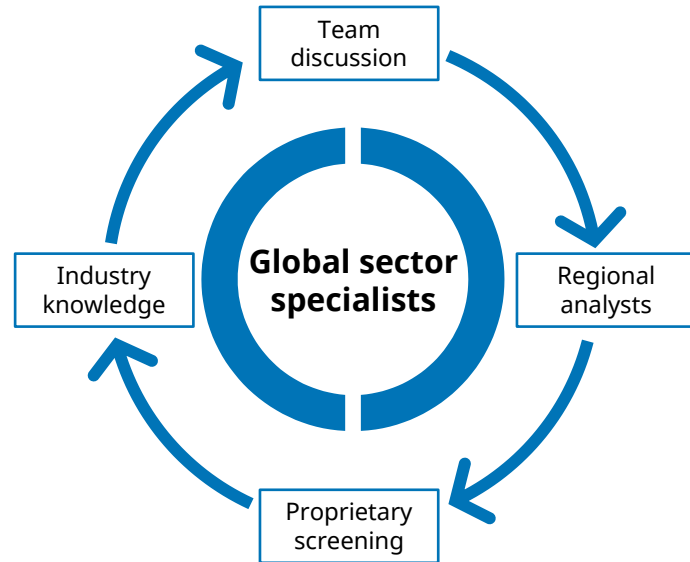 Team
discussion
Global sector
specialists
Industry
knowledge
Regional
analysts
Proprietary
screening